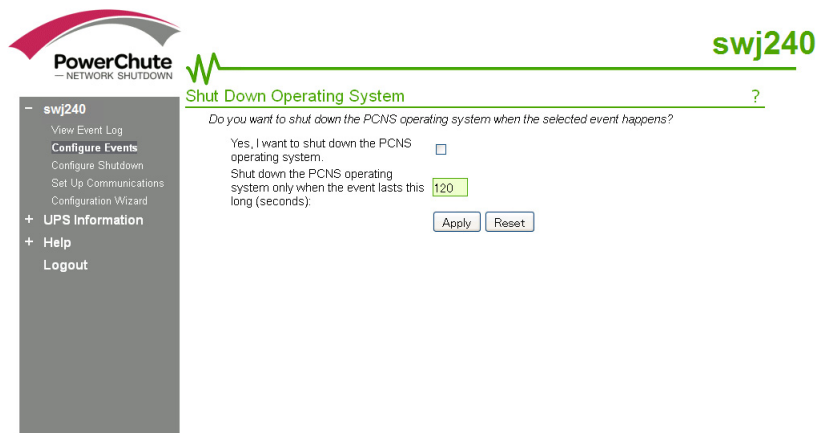 swj240
PowerChute
— NETWORK SHUTDOWN
Shut Down Operating System ?
− swj240
View Event Log
Configure Events
Configure Shutdown
Set Up Communications
Configuration Wizard
+ UPS Information
+ Help
Logout
Do you want to shut down the PCNS operating system when the selected event happens?
Yes, I want to shut down the PCNS
operating system.
Shut down the PCNS operating
system only when the event lasts this
long (seconds):
120
Apply Reset